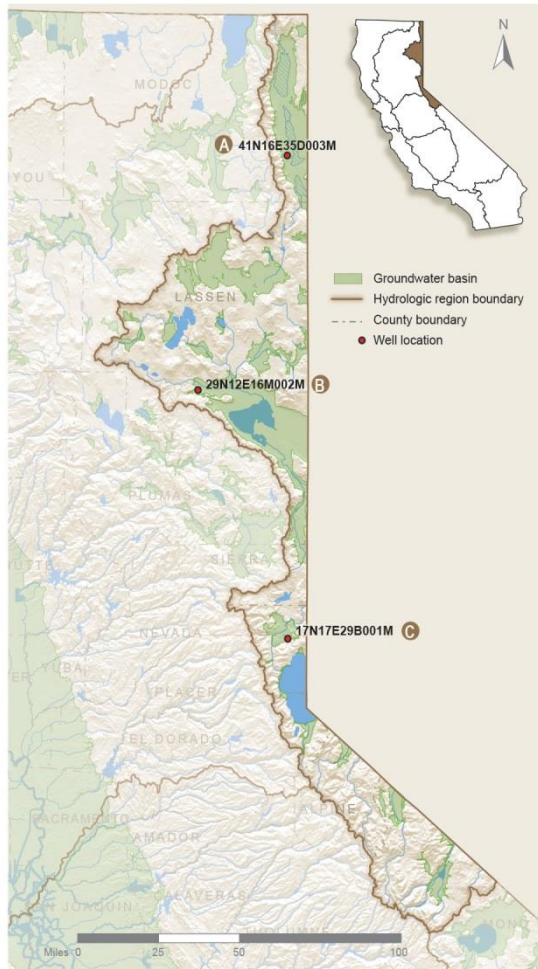 N
MODOC
A 41N16E35D003M
LASSEN
Groundwater basin
Hydrologic region boundary
County boundary
Well location
29N12E16M002M B
PLUMAS
SIERRA
17N17E29B001M C
NEVADA
YUBA
PLACER
EL DORADO
ALPINE
SACRAMENTO
AMADOR
MONO
Miles 0 25 50 100